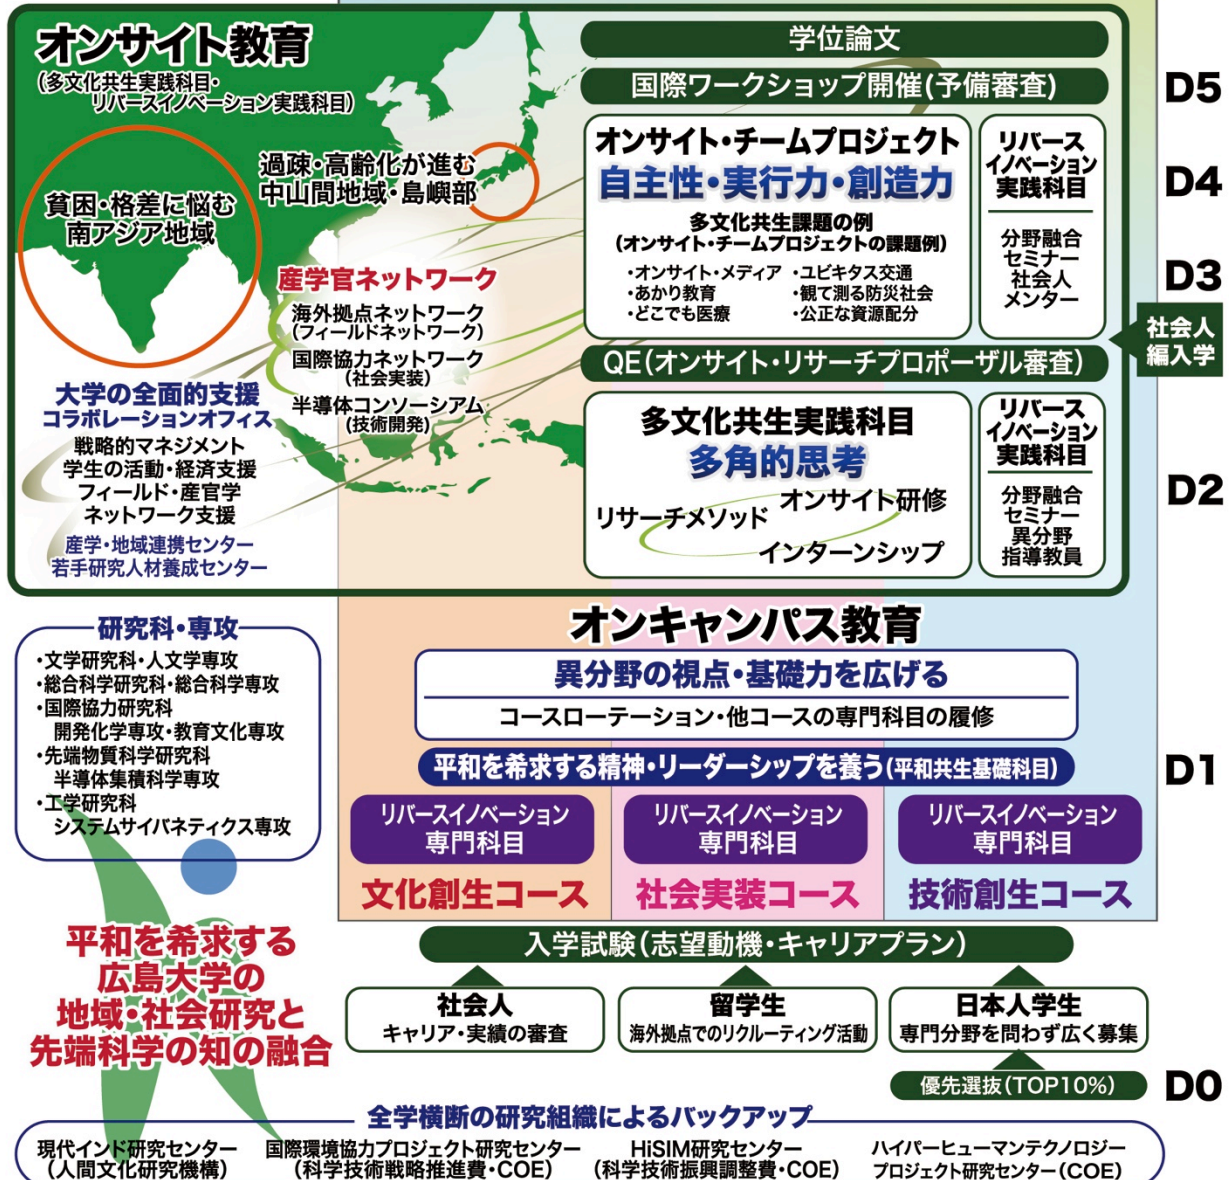 オンサイト教育
(多文化共生実践科目・
リバースイノベーション実践科目)
貧困・格差に悩む
南アジア地域
過疎・高齢化が進む
中山間地域・島嶼部
産学官ネットワーク
海外拠点ネットワーク
(フィールドネットワーク)
国際協力ネットワーク
(社会実装)
半導体コンソーシアム
(技術開発)
大学の全面的支援
コラボレーションオフィス
戦略的マネジメント
学生の活動・経済支援
フィールド・産官学
ネットワーク支援
産学・地域連携センター
若手研究人材養成センター
学位論文
国際ワークショップ開催(予備審査)
D5
オンサイト・チームプロジェクト
自主性・実行力・創造力
多文化共生課題の例
(オンサイト・チームプロジェクトの課題例)
・オンサイト・メディア ・ユビキタス交通
・あかり教育 ・観て測る防災社会
・どこでも医療 ・公正な資源配分
リバース
イノベーション
実践科目
分野融合
セミナー
社会人
メンター
D4
D3
社会人
編入学
QE(オンサイト・リサーチプロポーザル審査)
多文化共生実践科目
多角的思考
オンサイト研修
リサーチメソッド
インターンシップ
リバース
イノベーション
実践科目
分野融合
セミナー
異分野
指導教員
D2
研究科・専攻
・文学研究科・人文学専攻
・総合科学研究科・総合科学専攻
・国際協力研究科
開発化学専攻・教育文化専攻
・先端物質科学研究科
半導体集積科学専攻
・工学研究科
システムサイバネティクス専攻
オンキャンパス教育
異分野の視点・基礎力を広げる
コースローテーション・他コースの専門科目の履修
平和を希求する精神・リーダーシップを養う(平和共生基礎科目)
D1
リバースイノベーション
専門科目
リバースイノベーション
専門科目
リバースイノベーション
専門科目
文化創生コース
社会実装コース
技術創生コース
平和を希求する
広島大学の
地域・社会研究と
先端科学の知の融合
入学試験(志望動機・キャリアプラン)
社会人
キャリア・実績の審査
留学生
海外拠点でのリクルーティング活動
日本人学生
専門分野を問わず広く募集
優先選抜(TOP10%)
D0
全学横断の研究組織によるバックアップ
現代インド研究センター
(人間文化研究機構)
国際環境協力プロジェクト研究センター
(科学技術戦略推進費・COE)
HiSIM研究センター
(科学技術振興調整費・COE)
ハイパーヒューマンテクノロジー
プロジェクト研究センター(COE)